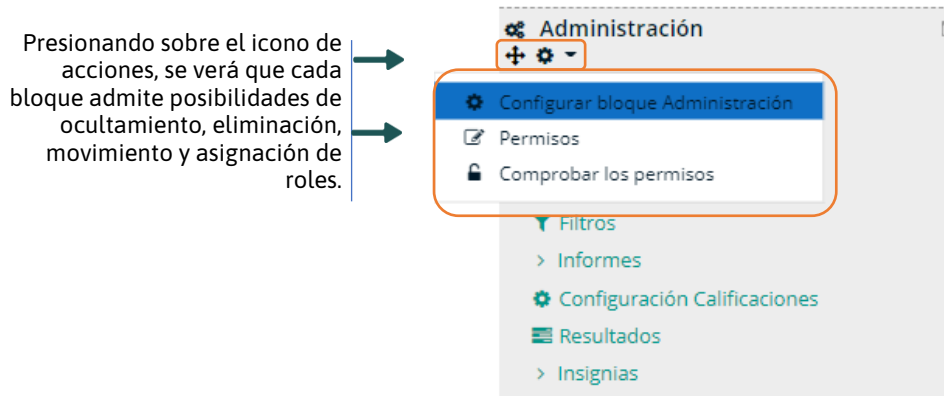 Presionando sobre el icono de
acciones, se verá que cada
bloque admite posibilidades de
ocultamiento, eliminación,
movimiento y asignación de
roles.
Administración
Configurar bloque Administración
Permisos
Comprobar los permisos
Filtros
Informes
Configuración Calificaciones
Resultados
Insignias